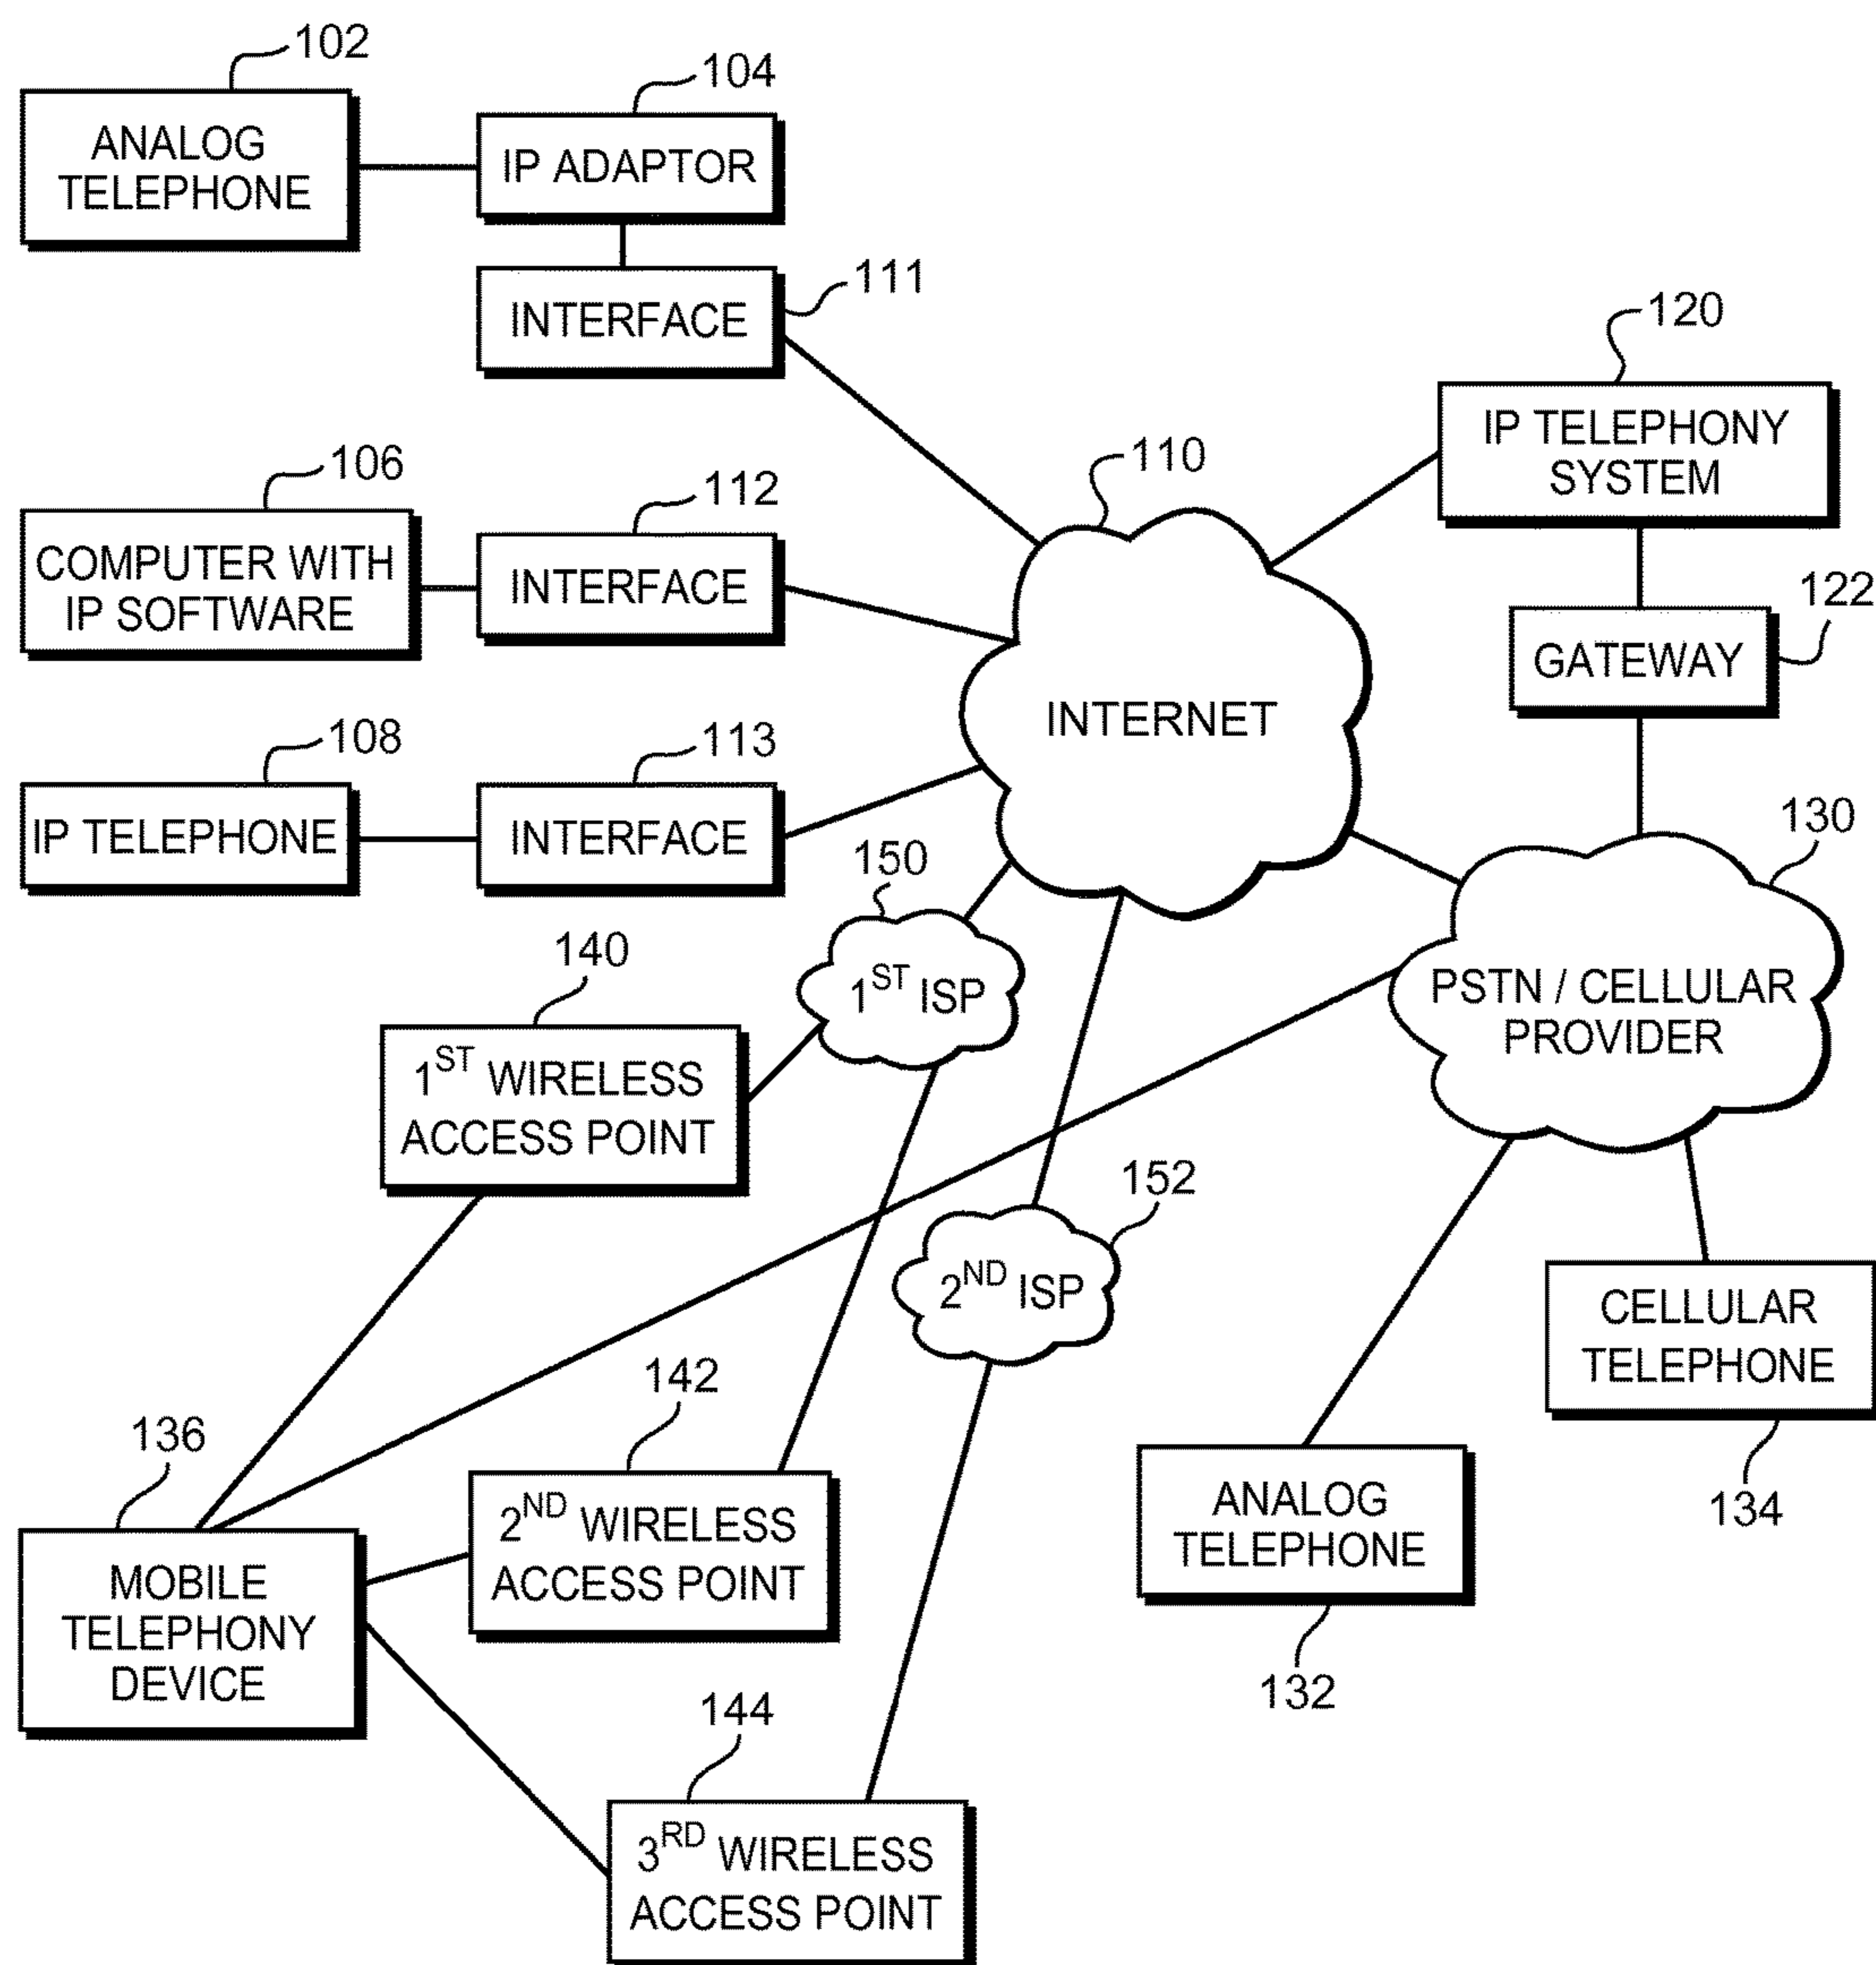 102
104
ANALOG
TELEPHONE
IP ADAPTOR
111
INTERFACE
120
IP TELEPHONY
SYSTEM
106
112
110
COMPUTER WITH
IP SOFTWARE
INTERFACE
122
GATEWAY
INTERNET
108
113
IP TELEPHONE
INTERFACE
130
150
140
1ST ISP
PSTN / CELLULAR
PROVIDER
1ST WIRELESS
ACCESS POINT
152
2ND ISP
CELLULAR
TELEPHONE
134
142
136
2ND WIRELESS
ACCESS POINT
ANALOG
TELEPHONE
132
MOBILE
TELEPHONY
DEVICE
144
3RD WIRELESS
ACCESS POINT